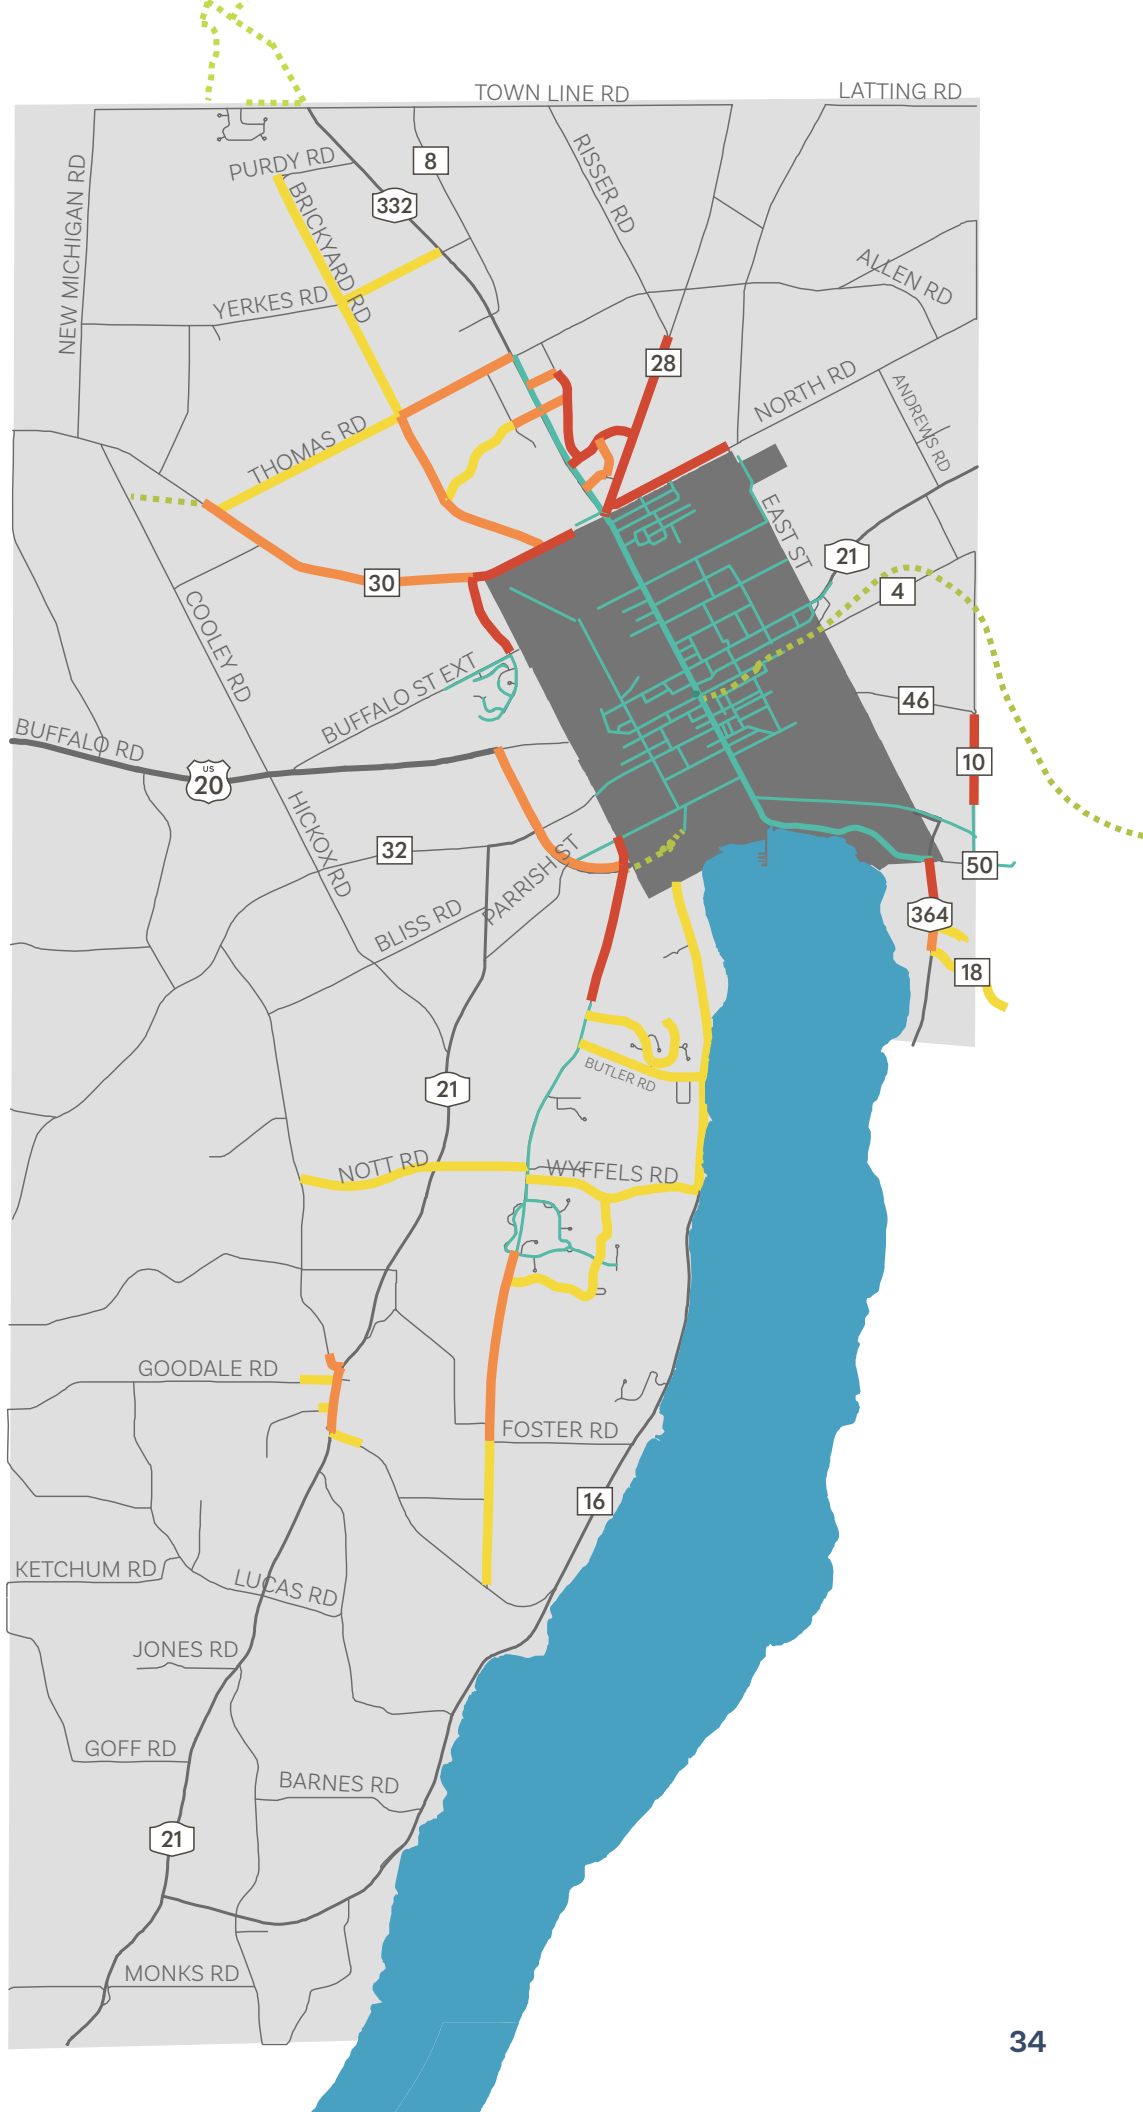 TOWN LINE RD
LATTING RD
NEW MICHIGAN RD
PURDY RD
8
RISSER RD
BRICKYARD RD
332
ALLEN RD
YERKES RD
28
NORTH RD
ANDREWS RD
THOMAS RD
EAST ST
21
30
4
COOLEY RD
BUFFALO ST EXT
46
BUFFALO RD
US
20
10
HICKOX RD
32
PARRISH ST
50
BLISS RD
364
18
BUTLER RD
21
NOTT RD
WYFFELS RD
GOODALE RD
FOSTER RD
16
KETCHUM RD
LUCAS RD
JONES RD
GOFF RD
BARNES RD
21
MONKS RD
34